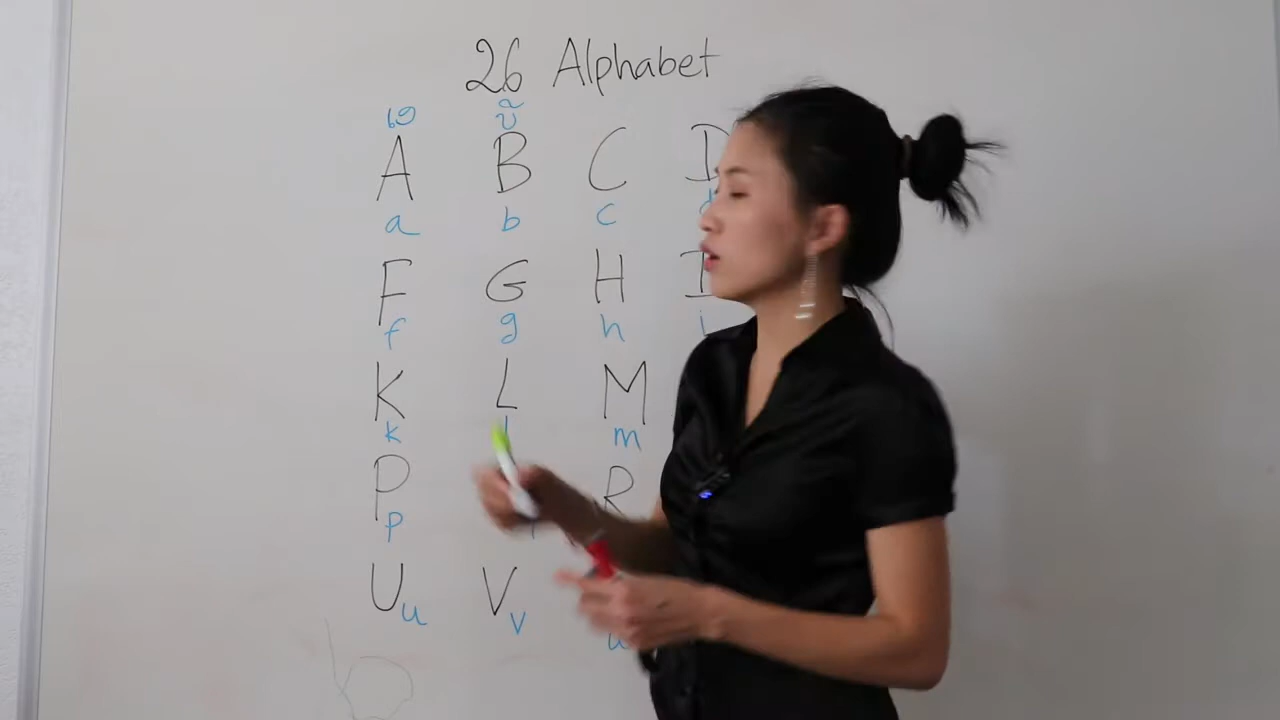 26 Alphabet
A B C D
a b c
F G H I
f g h i
K L M
k l m
P R
p
U V
u v